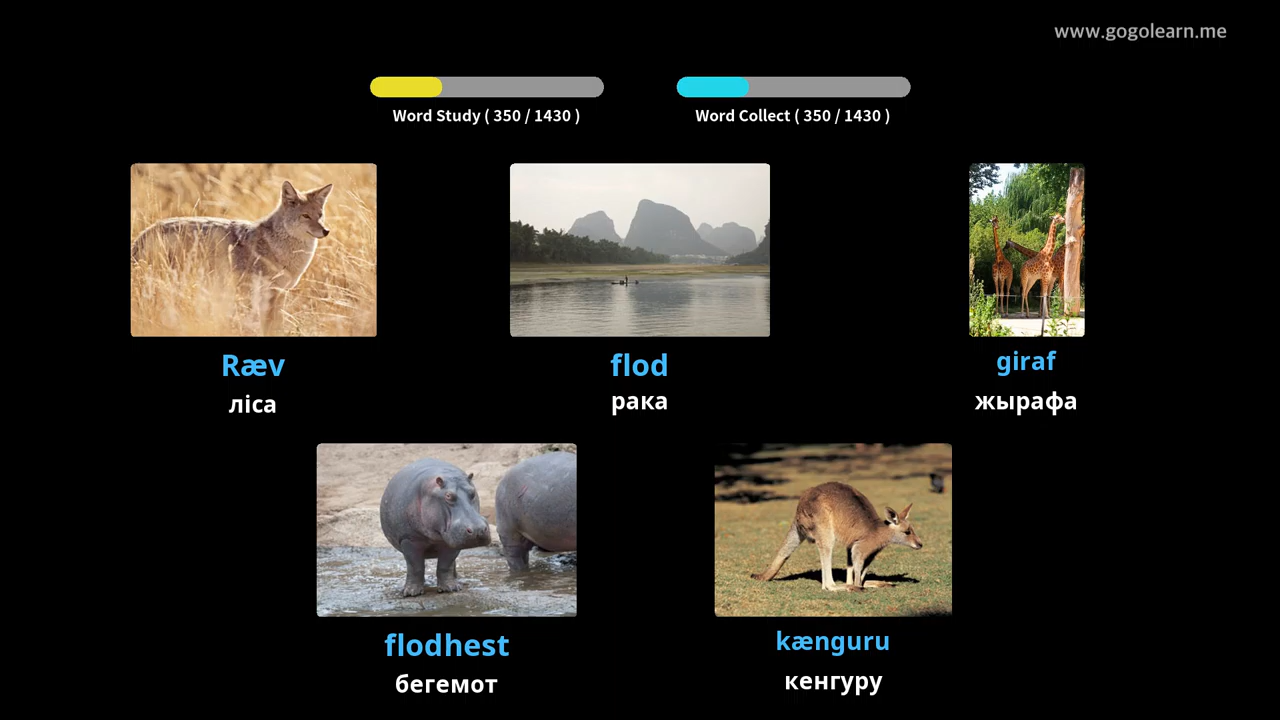 www.gogolearn.me
Word Study ( 350 / 1430 )
Word Collect ( 350 / 1430 )
Ræv
flod
giraf
ліса
рака
жырафа
flodhest
kænguru
бегемот
кенгуру